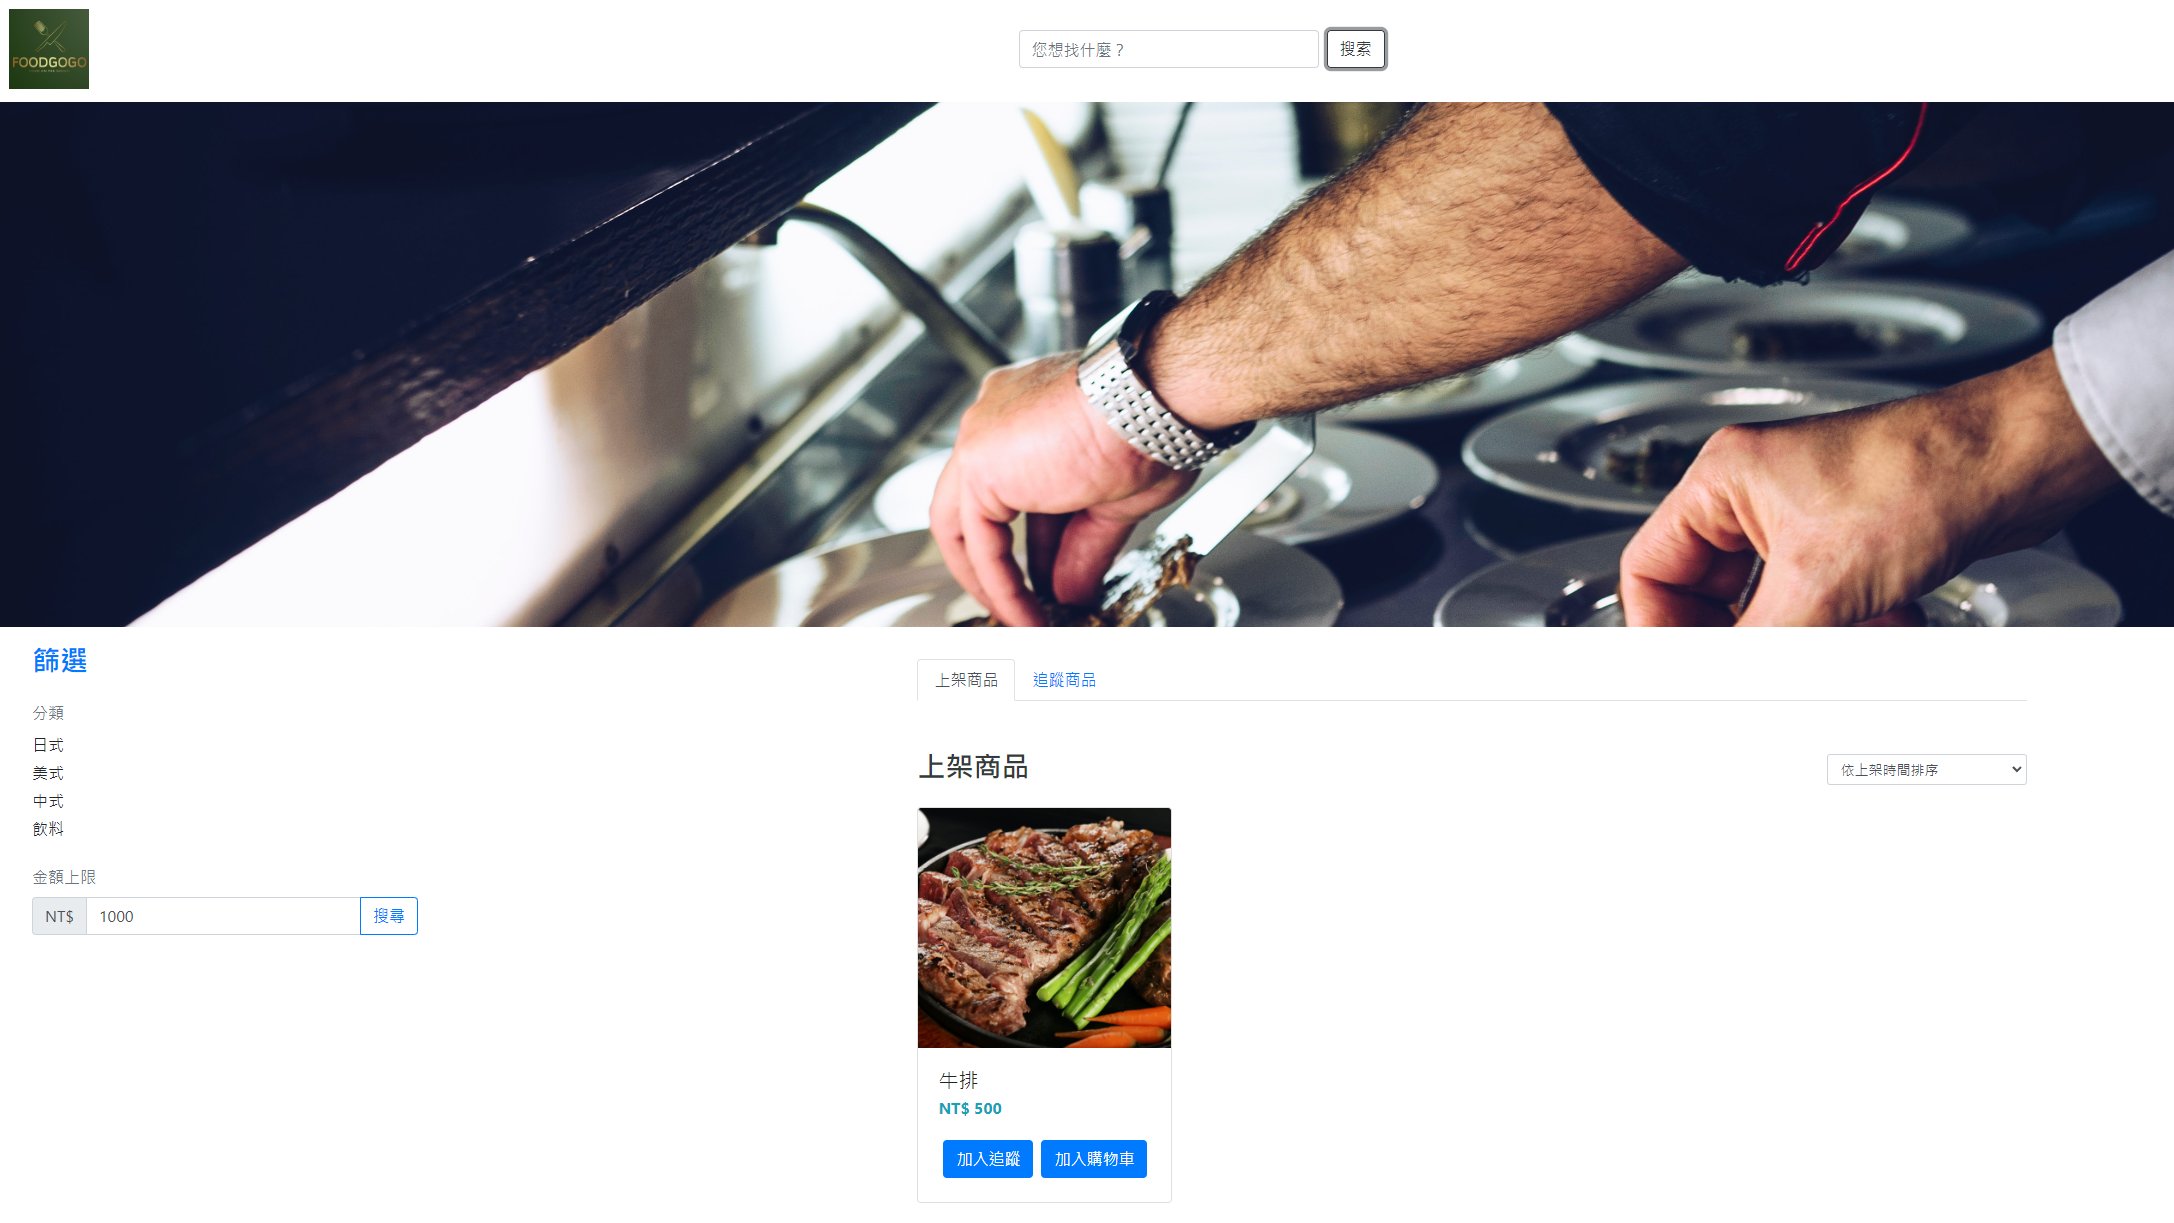 FOODGOGO
您想找什麼？ 搜索
篩選
上架商品 追蹤商品
分類
日式
美式
中式
飲料
金額上限
NT$ 1000 搜尋
上架商品 依上架時間排序
牛排
NT$ 500
加入追蹤 加入購物車